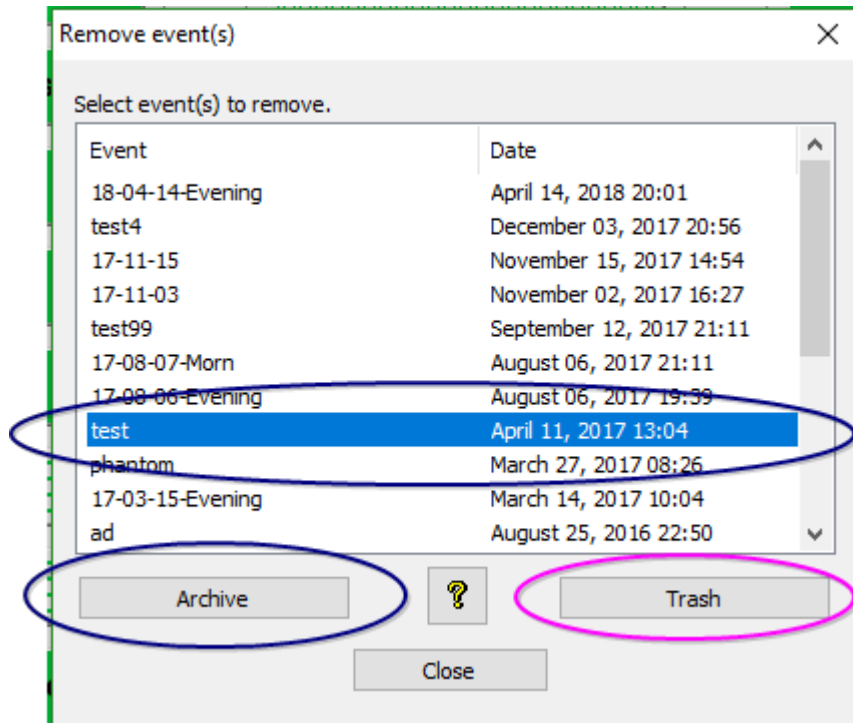 Remove event(s)
Select event(s) to remove.
Event Date
18-04-14-Evening April 14, 2018 20:01
test4 December 03, 2017 20:56
17-11-15 November 15, 2017 14:54
17-11-03 November 02, 2017 16:27
test99 September 12, 2017 21:11
17-08-07-Morn August 06, 2017 21:11
17-08-06-Evening August 06, 2017 19:39
test April 11, 2017 13:04
phantom March 27, 2017 08:26
17-03-15-Evening March 14, 2017 10:04
ad August 25, 2016 22:50
Archive ? Trash
Close